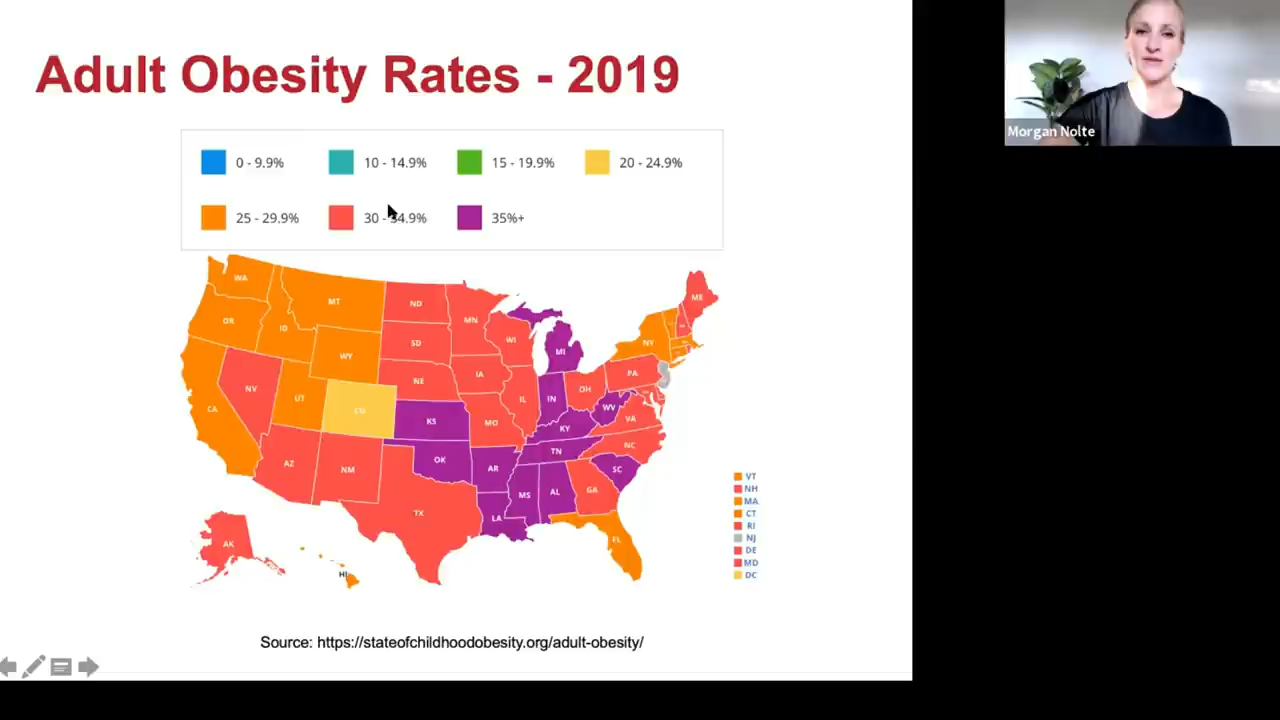 Adult Obesity Rates - 2019
Morgan Nolte
0 - 9.9% 10 - 14.9% 15 - 19.9% 20 - 24.9%
25 - 29.9% 30 - 34.9% 35%+
WA
MT
ND
MN
ME
OR
ID
SD
WI
NY
WY
MI
NE
IA
PA
NV
UT
CO
IL
IN
OH
CA
KS
MO
WV
VA
KY
NC
AZ
NM
OK
AR
TN
SC
MS
AL
GA
TX
LA
FL
AK
HI
VT
NH
MA
CT
RI
NJ
DE
MD
DC
Source: https://stateofchildhoodobesity.org/adult-obesity/